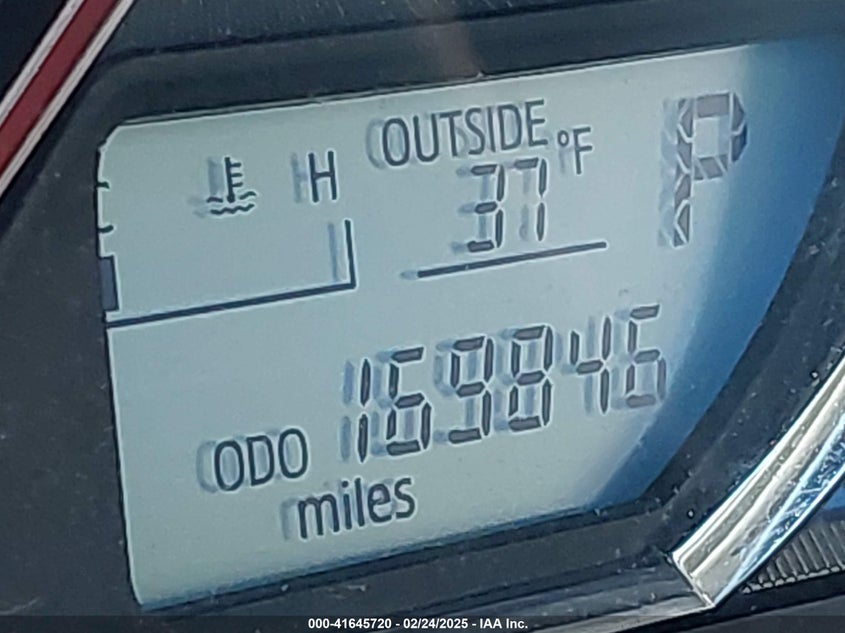 H
OUTSIDE °F
37
P
ODO 169846
miles
000-41645720 - 02/24/2025 - IAA Inc.